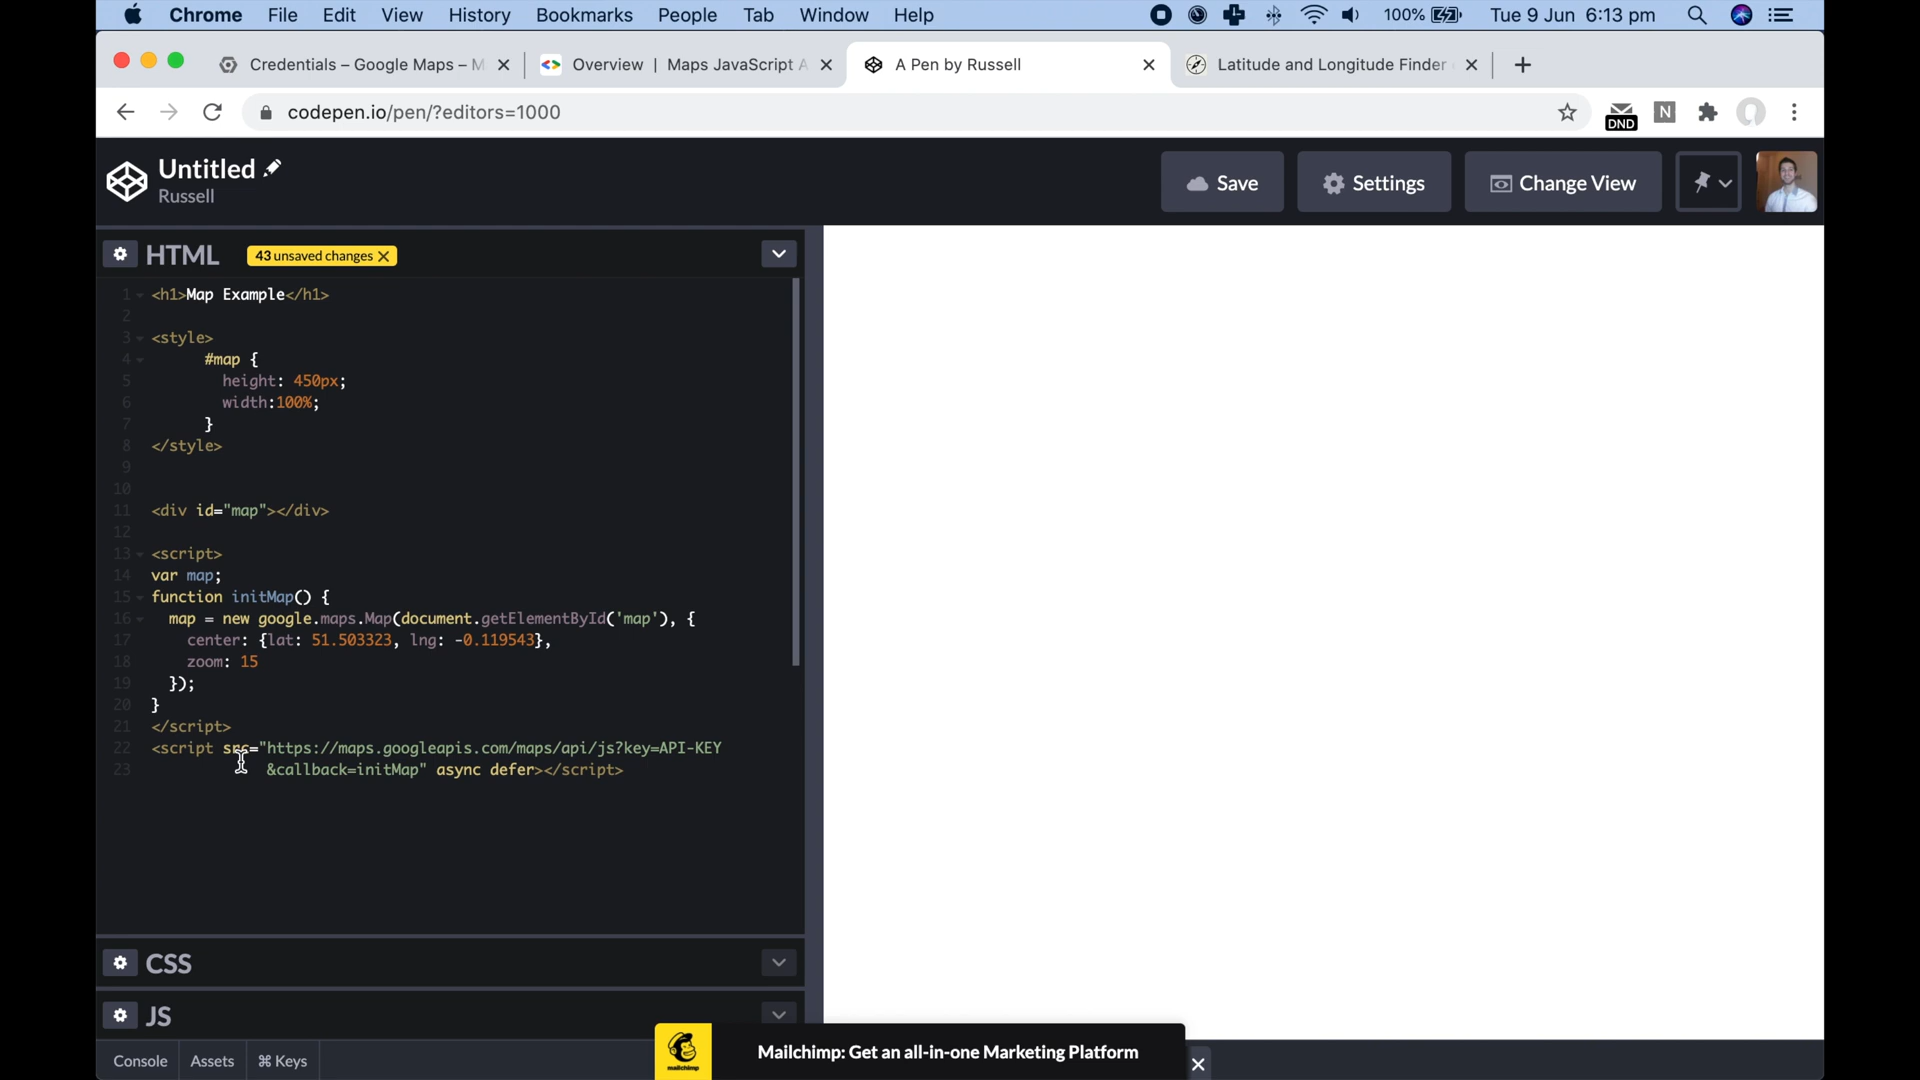 Chrome File Edit View History Bookmarks People Tab Window Help 100% Tue 9 Jun 6:13 pm
Credentials – Google Maps – M Overview | Maps JavaScript A A Pen by Russell Latitude and Longitude Finder
codepen.io/pen/?editors=1000 DND N
Untitled
Russell
Save Settings Change View
HTML 43 unsaved changes
1 <h1>Map Example</h1>
2
3 <style>
4 #map {
5 height: 450px;
6 width:100%;
7 }
8 </style>
9
10
11 <div id="map"></div>
12
13 <script>
14 var map;
15 function initMap() {
16 map = new google.maps.Map(document.getElementById('map'), {
17 center: {lat: 51.503323, lng: -0.119543},
18 zoom: 15
19 });
20 }
21 </script>
22 <script src="https://maps.googleapis.com/maps/api/js?key=API-KEY
23 &callback=initMap" async defer></script>
CSS
JS
Console Assets ⌘ Keys
mailchimp
Mailchimp: Get an all-in-one Marketing Platform